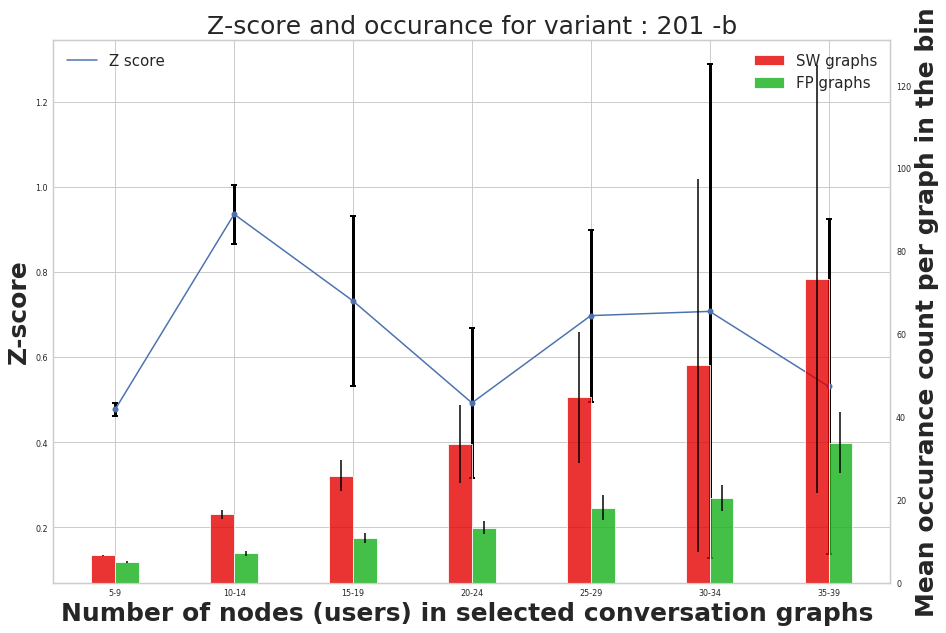 Z-score and occurance for variant : 201 -b
Z score
SW graphs
FP graphs
Z-score
1.2
1.0
0.8
0.6
0.4
0.2
120
100
80
60
40
20
0
Mean occurance count per graph in the bin
5-9
10-14
15-19
20-24
25-29
30-34
35-39
Number of nodes (users) in selected conversation graphs